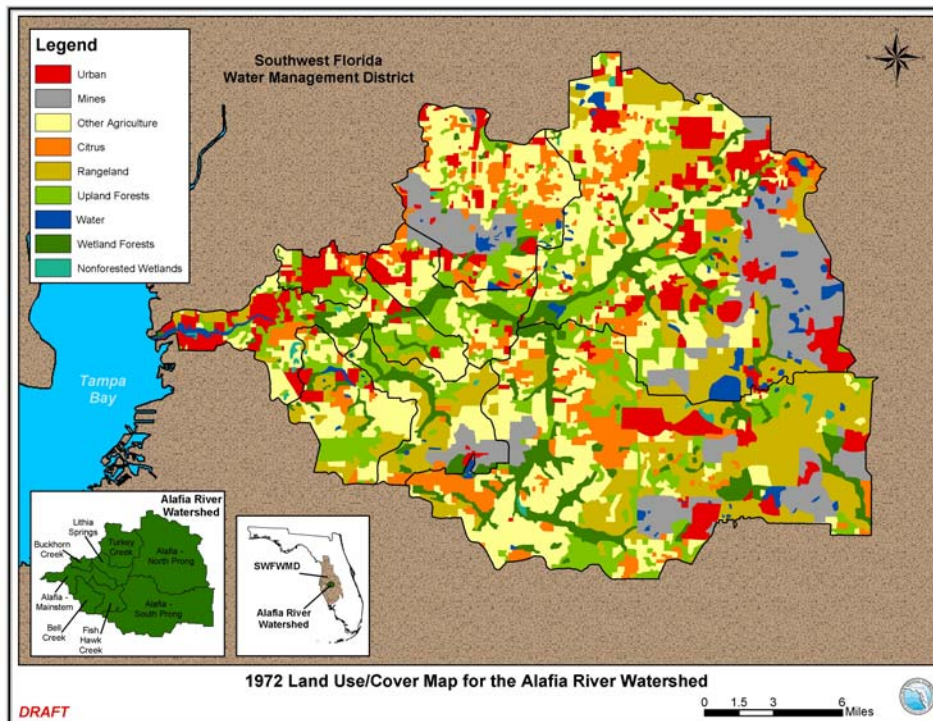 Legend
Urban
Mines
Other Agriculture
Citrus
Rangeland
Upland Forests
Water
Wetland Forests
Nonforested Wetlands
Southwest Florida
Water Management District
Tampa
Bay
Alafia River
Watershed
Lithia
Springs
Turkey
Creek
Buckhorn
Creek
Alafia -
North Prong
Alafia -
Mainstem
Alafia -
South Prong
Bell
Creek
Fish
Hawk
Creek
SWFWMD
Alafia River
Watershed
1972 Land Use/Cover Map for the Alafia River Watershed
DRAFT
0 1.5 3 6
Miles